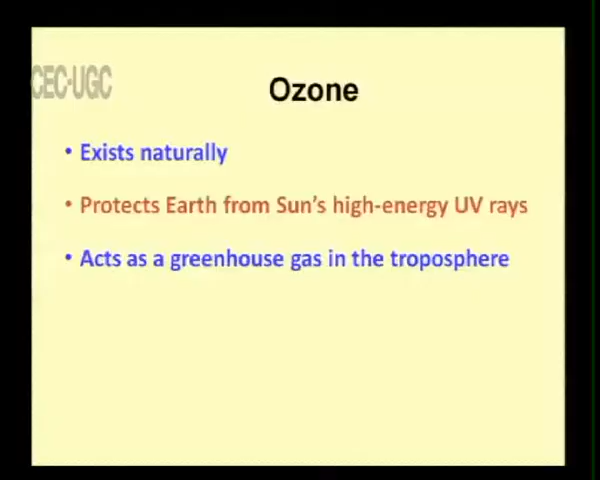 CEC-UGC
Ozone
• Exists naturally
• Protects Earth from Sun's high-energy UV rays
• Acts as a greenhouse gas in the troposphere